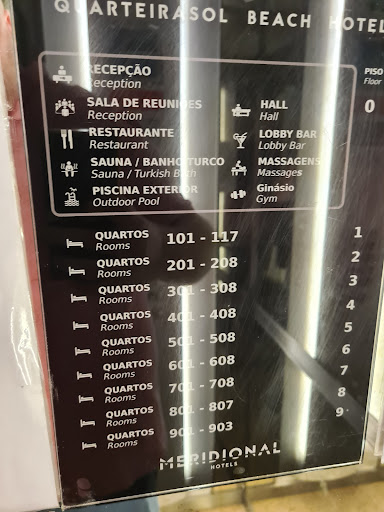 QUARTEIRASOL BEACH HOTEL
PISO
Floor
0
RECEPÇÃO
Reception
SALA DE REUNIÕES
Reception
HALL
Hall
RESTAURANTE
Restaurant
LOBBY BAR
Lobby Bar
SAUNA / BANHO TURCO
Sauna / Turkish Bath
MASSAGENS
Massages
PISCINA EXTERIOR
Outdoor Pool
Ginásio
Gym
QUARTOS 101 - 117 1
Rooms
QUARTOS 201 - 208 2
Rooms
QUARTOS 301 - 308 3
Rooms
QUARTOS 401 - 408 4
Rooms
QUARTOS 501 - 508 5
Rooms
QUARTOS 601 - 608 6
Rooms
QUARTOS 701 - 708 7
Rooms
QUARTOS 801 - 807 8
Rooms
QUARTOS 901 - 903 9
Rooms
MERIDIONAL
HOTELS